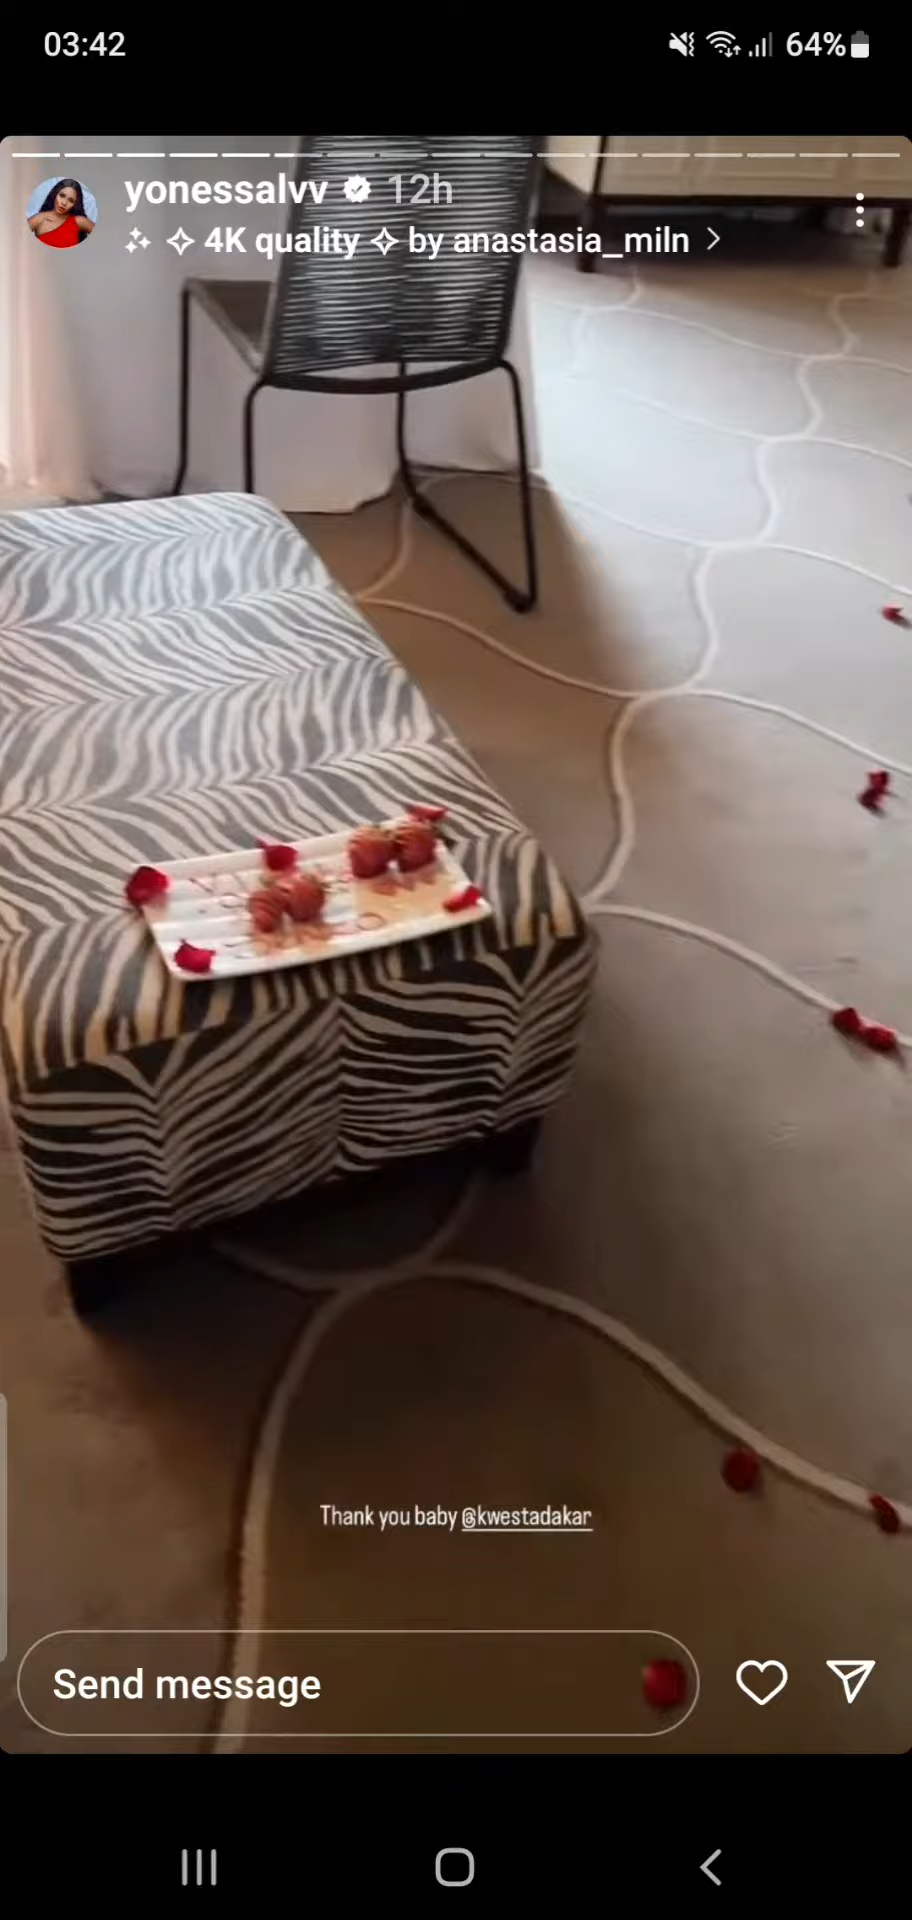 03:42
64%
yonessalvv 12h
4K quality by anastasia_miln
Thank you baby @kwestadakar
Send message